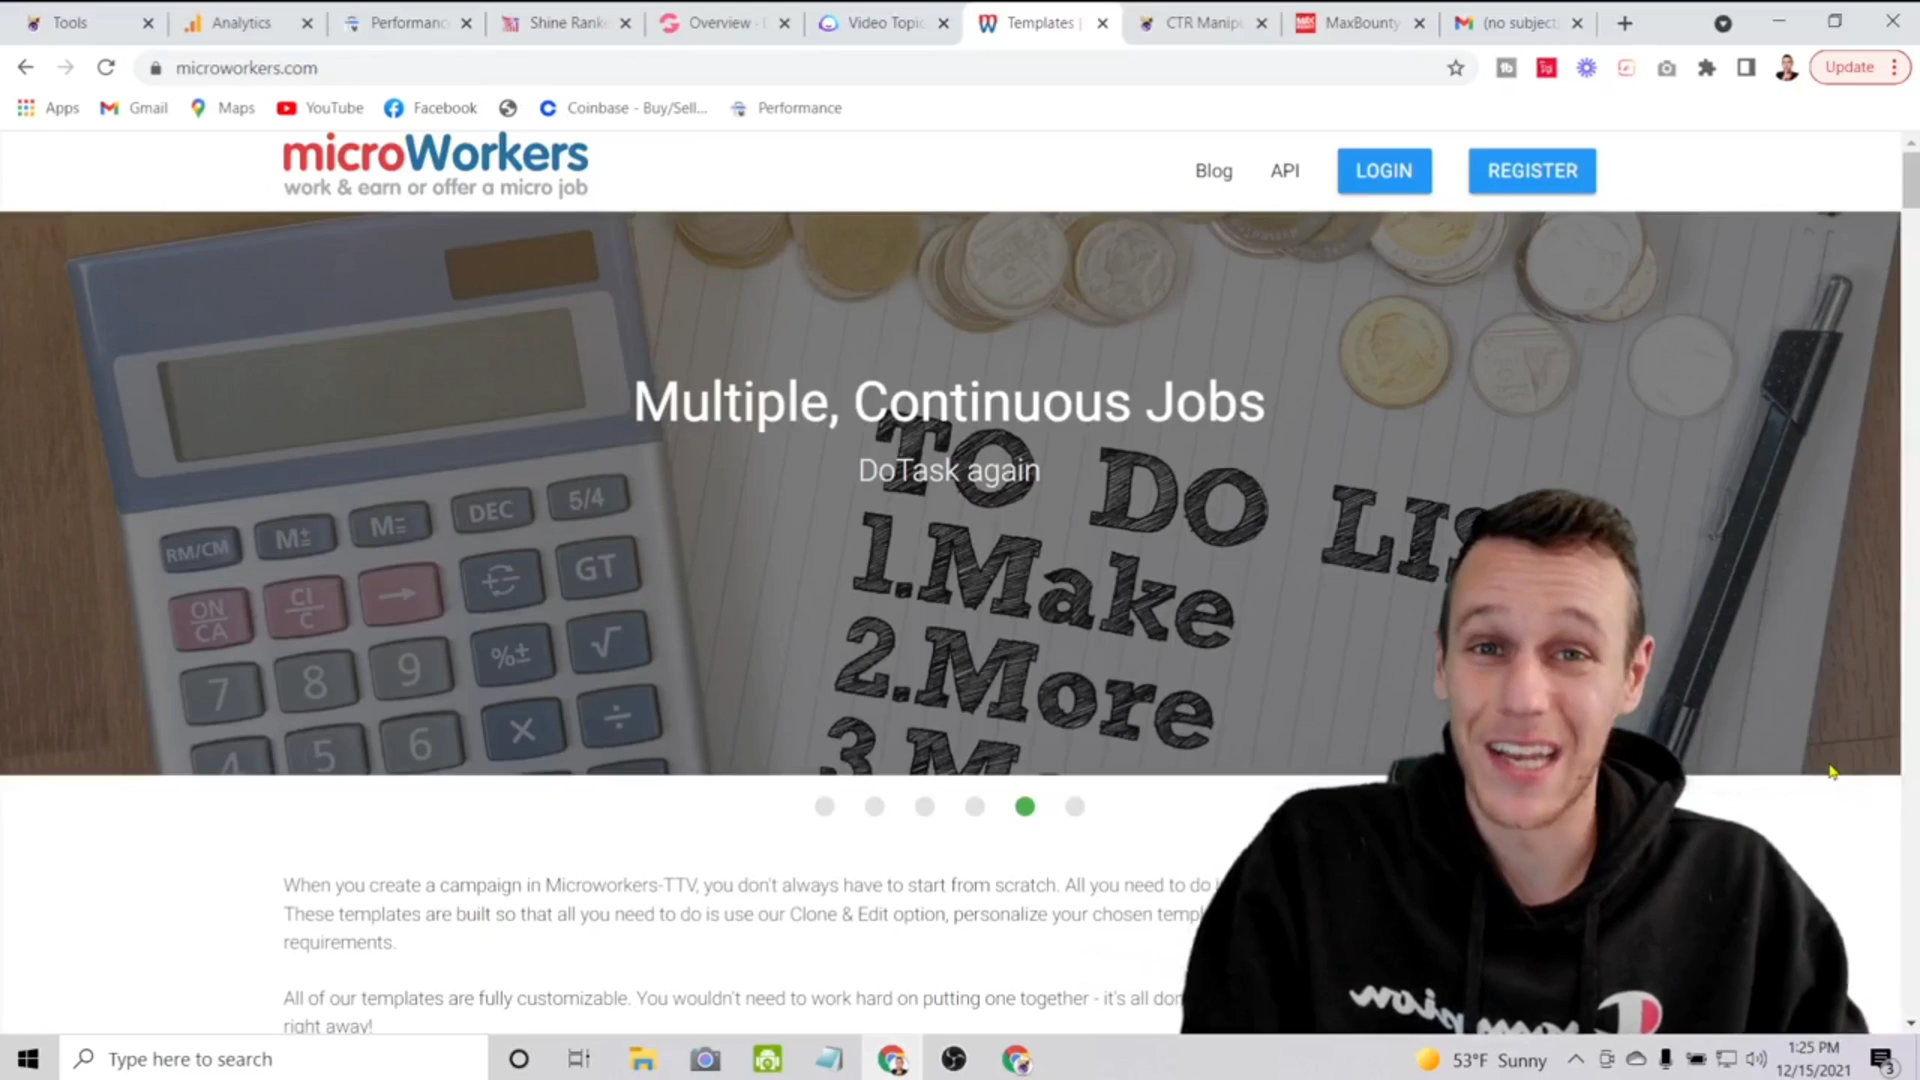 Tools
Analytics
Performanc
Shine Rank
Overview
Video Topic
Templates |
CTR Manip
MaxBounty
(no subject
microworkers.com
Update
Apps
Gmail
Maps
YouTube
Facebook
Coinbase - Buy/Sell...
Performance
microWorkers
work & earn or offer a micro job
Blog
API
LOGIN
REGISTER
Multiple, Continuous Jobs
DoTask again
TO DO LIS
1.Make
2.More
3.M
RM/CM M± M= DEC 5/4
ON/CA CI/C → GT
7 8 9 %± √
4 5 6 × ÷
When you create a campaign in Microworkers-TTV, you don't always have to start from scratch. All you need to do
These templates are built so that all you need to do is use our Clone & Edit option, personalize your chosen templ
requirements.
All of our templates are fully customizable. You wouldn't need to work hard on putting one together - it's all don
right away!
Champion
Type here to search
53°F Sunny
1:25 PM
12/15/2021
3